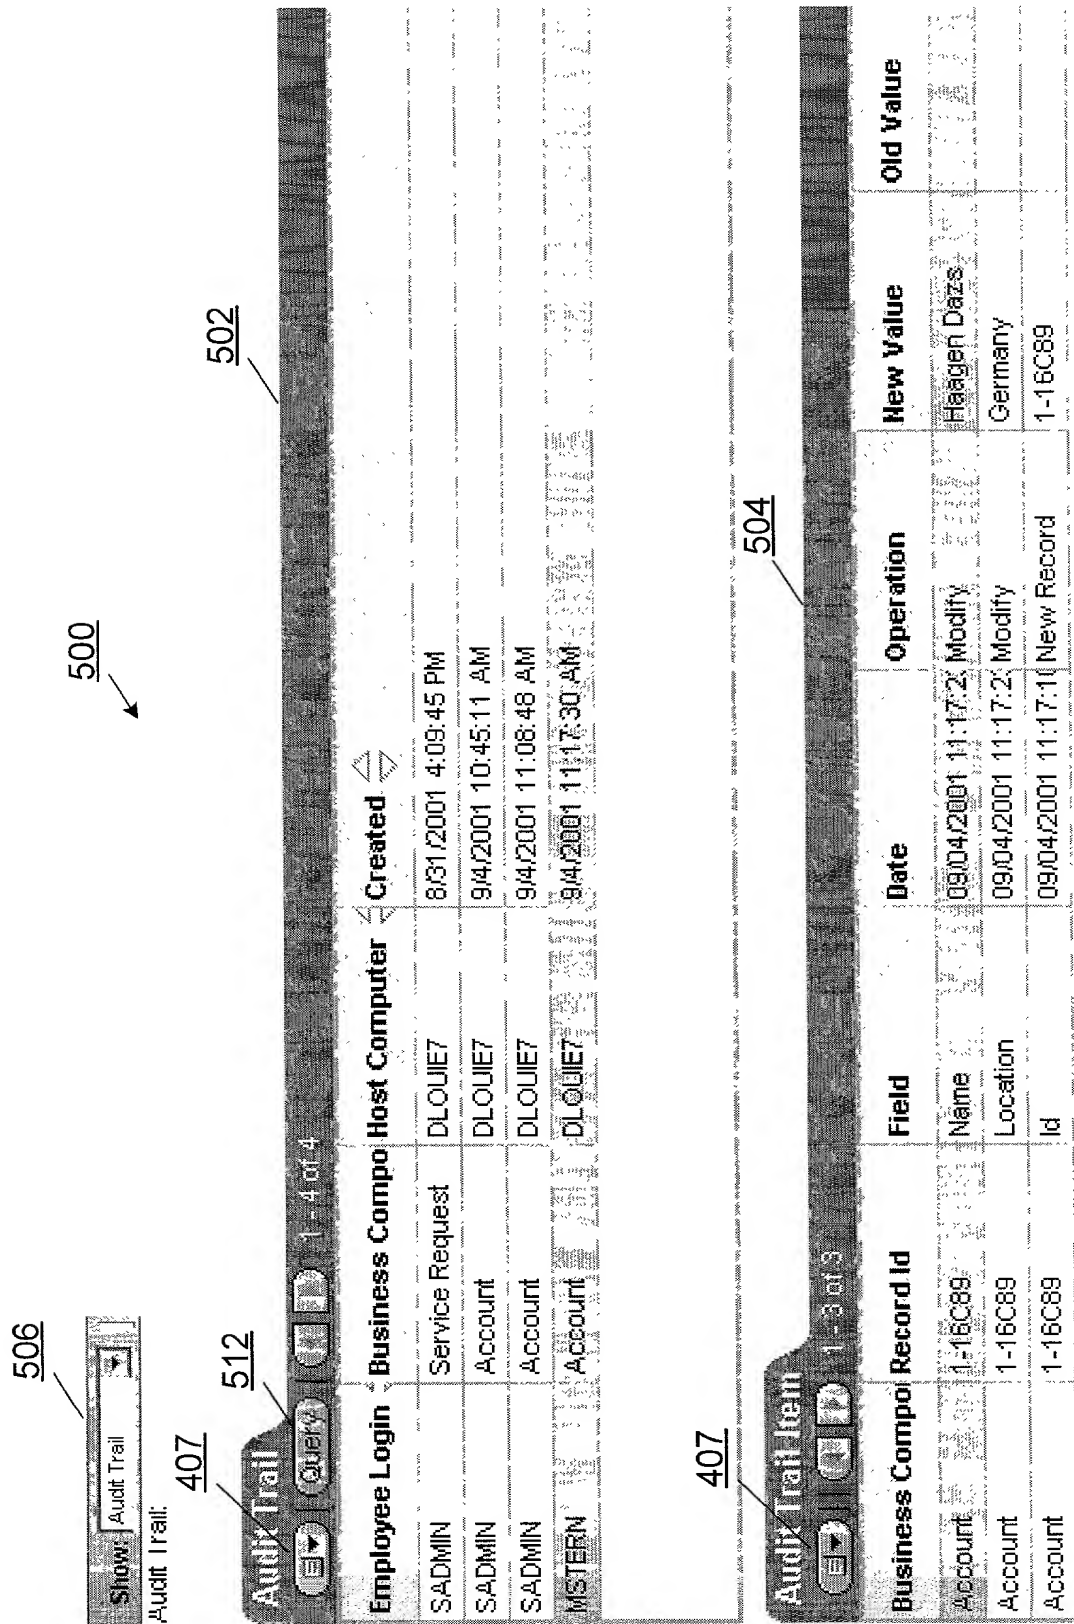 500
506
Show: Audit Trail
Audit Trail:
407
512
502
Audit Trail
Query 1 - 4 of 4
Employee Login Business Compo Host Computer Created
SADMIN Service Request DLOUIE7 8/31/2001 4:09:45 PM
SADMIN Account DLOUIE7 9/4/2001 10:45:11 AM
SADMIN Account DLOUIE7 9/4/2001 11:08:48 AM
MSTERN Account DLOUIE7 9/4/2001 11:17:30 AM
407
504
Audit Trail Item
1 - 3 of 3
Business Compo Record Id Field Date Operation New Value Old Value
Account 1-16C89 Name 09/04/2001 11:17:2 Modify Haagen Dazs
Account 1-16C89 Location 09/04/2001 11:17:2 Modify Germany
Account 1-16C89 Id 09/04/2001 11:17:1 New Record 1-16C89